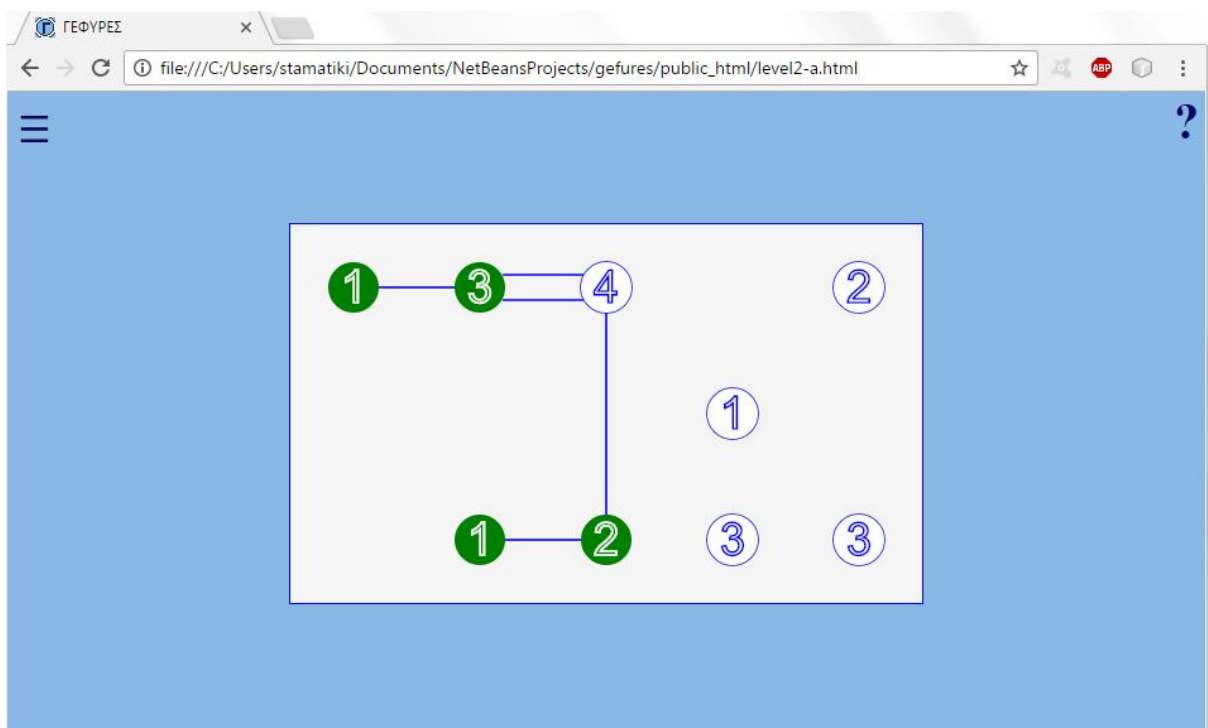 ΓΕΦΥΡΕΣ
file:///C:/Users/stamatiki/Documents/NetBeansProjects/gefures/public_html/level2-a.html
ABP
?
1 3 4 2
1
1 2 3 3